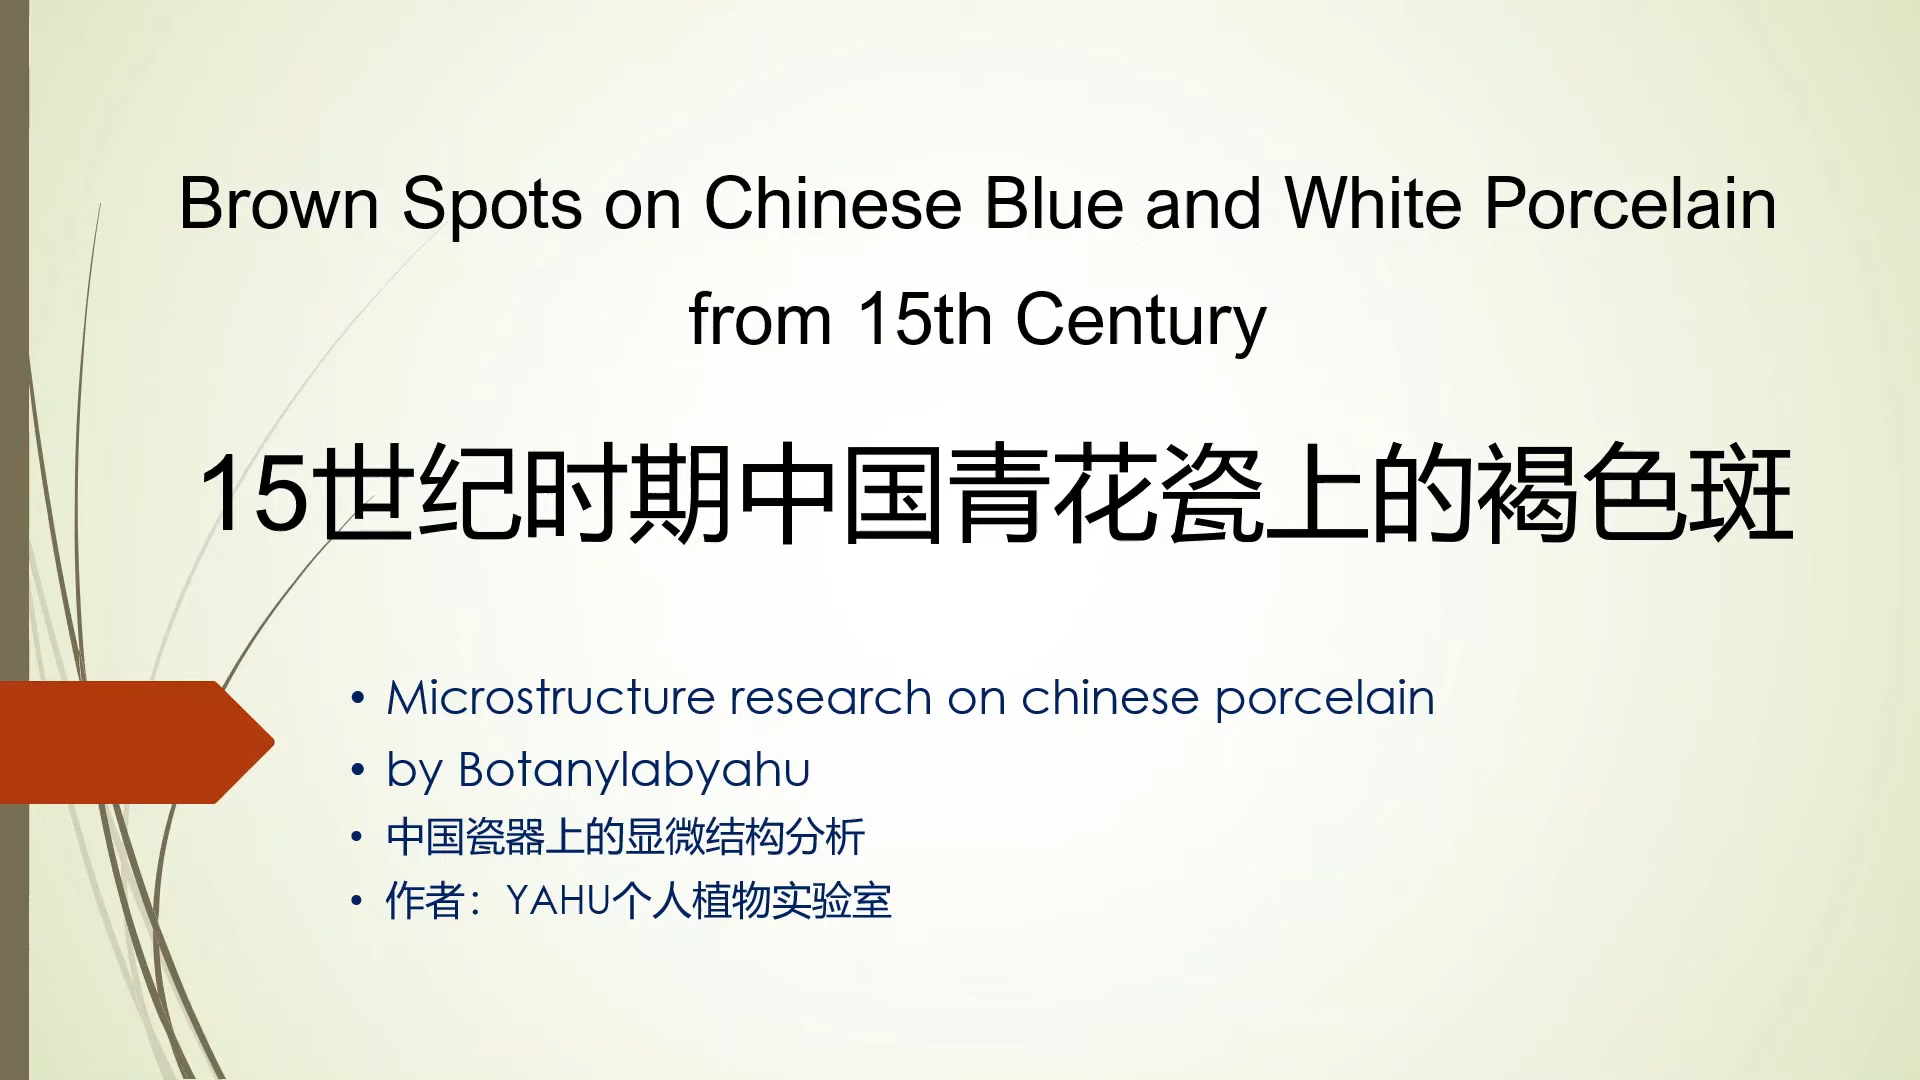 Brown Spots on Chinese Blue and White Porcelain
from 15th Century
15世纪时期中国青花瓷上的褐色斑
• Microstructure research on chinese porcelain
• by Botanylabyahu
• 中国瓷器上的显微结构分析
• 作者：YAHU个人植物实验室